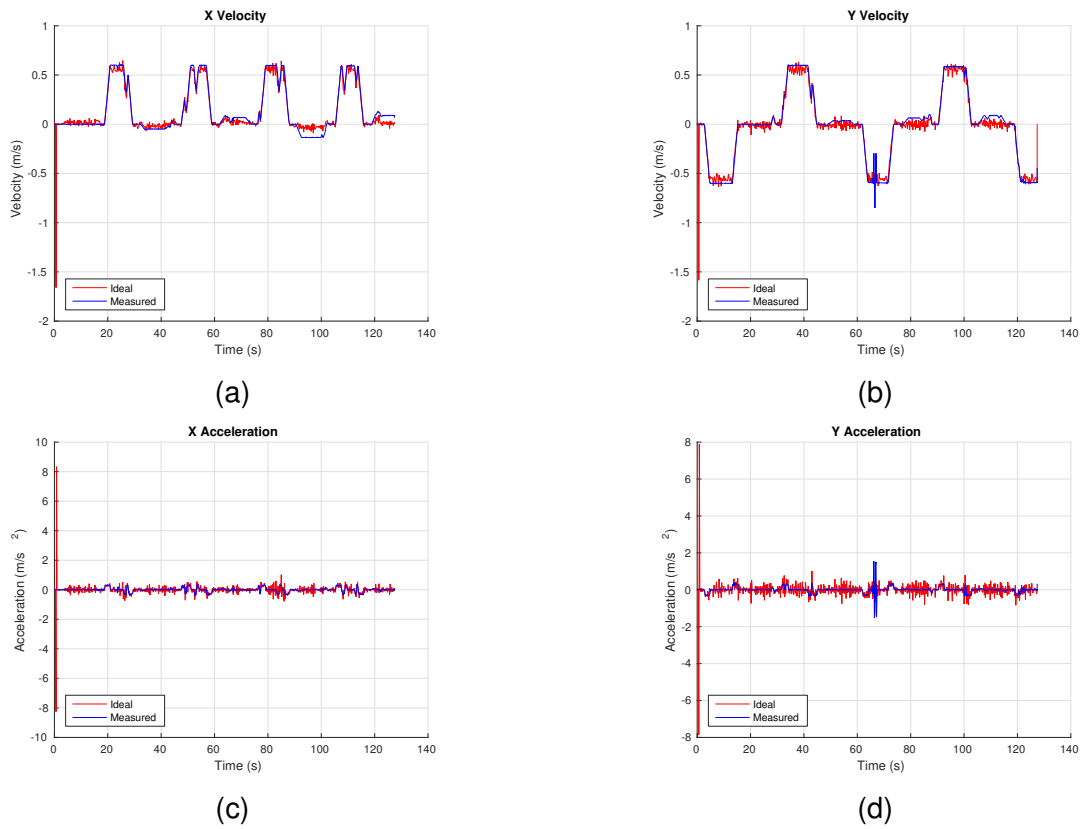 X Velocity
1
0.5
0
-0.5
-1
-1.5
-2
Velocity (m/s)
Ideal
Measured
0 20 40 60 80 100 120 140
Time (s)
(a)
Y Velocity
1
0.5
0
-0.5
-1
-1.5
-2
Velocity (m/s)
Ideal
Measured
0 20 40 60 80 100 120 140
Time (s)
(b)
X Acceleration
10
8
6
4
2
0
-2
-4
-6
-8
-10
Acceleration (m/s 2)
Ideal
Measured
0 20 40 60 80 100 120 140
Time (s)
(c)
Y Acceleration
8
6
4
2
0
-2
-4
-6
-8
Acceleration (m/s 2)
Ideal
Measured
0 20 40 60 80 100 120 140
Time (s)
(d)